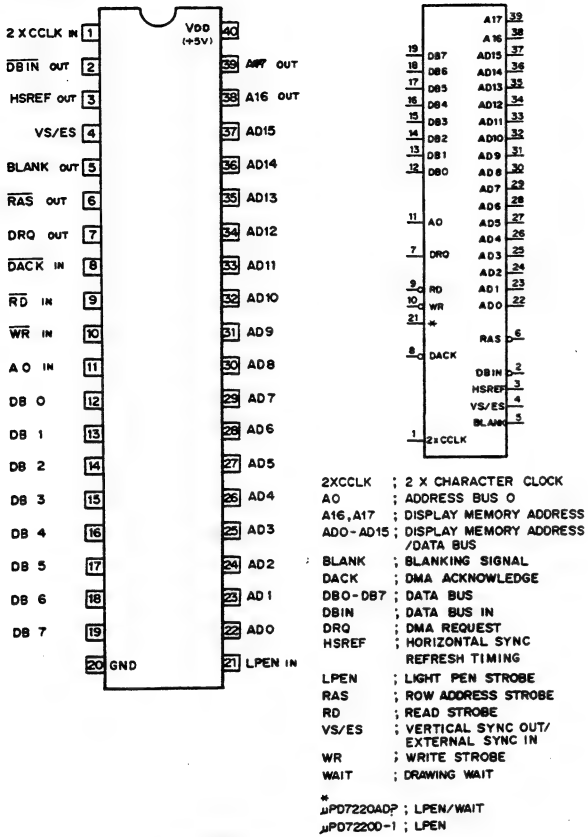 2 XCCLK IN 1
DBIN OUT 2
HSREF OUT 3
VS/ES 4
BLANK OUT 5
RAS OUT 6
DRQ OUT 7
DACK IN 8
RD IN 9
WR IN 10
A O IN 11
DB O 12
DB 1 13
DB 2 14
DB 3 15
DB 4 16
DB 5 17
DB 6 18
DB 7 19
20 GND
VDD 40
(+5V)
39 A17 OUT
38 A16 OUT
37 AD15
36 AD14
35 AD13
34 AD12
33 AD11
32 AD10
31 AD9
30 AD8
29 AD7
28 AD6
27 AD5
26 AD4
25 AD3
24 AD2
23 AD1
22 ADO
21 LPEN IN
19 DB7
18 DB6
17 DB5
16 DB4
15 DB3
14 DB2
13 DB1
12 DBO
11 AO
7 DRQ
9 RD
10 WR
21 *
8 DACK
1 2xCCLK
A17 39
A16 38
AD15 37
AD14 36
AD13 35
AD12 34
AD11 33
AD10 32
AD9 31
AD8 30
AD7 29
AD6 28
AD5 27
AD4 26
AD3 25
AD2 24
AD1 23
ADO 22
RAS 6
DBIN 2
HSREF 3
VS/ES 4
BLANK 5
2XCCLK ; 2 X CHARACTER CLOCK
AO ; ADDRESS BUS O
A16,A17 ; DISPLAY MEMORY ADDRESS
ADO-AD15 ; DISPLAY MEMORY ADDRESS
/DATA BUS
BLANK ; BLANKING SIGNAL
DACK ; DMA ACKNOWLEDGE
DBO-DB7 ; DATA BUS
DBIN ; DATA BUS IN
DRQ ; DMA REQUEST
HSREF ; HORIZONTAL SYNC
REFRESH TIMING
LPEN ; LIGHT PEN STROBE
RAS ; ROW ADDRESS STROBE
RD ; READ STROBE
VS/ES ; VERTICAL SYNC OUT/
EXTERNAL SYNC IN
WR ; WRITE STROBE
WAIT ; DRAWING WAIT
*
μPD7220AD? ; LPEN/WAIT
μPD7220D-1 ; LPEN